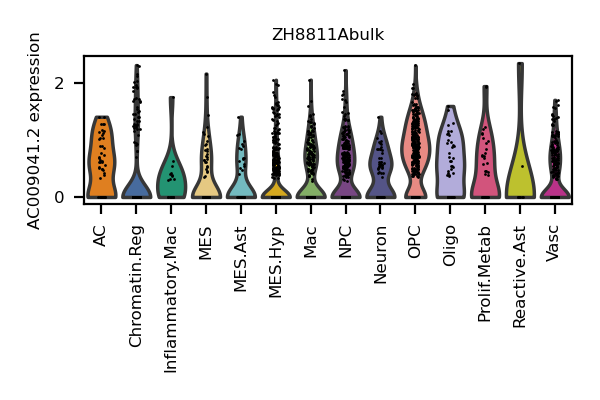 ZH8811Abulk
AC009041.2 expression
2
0
AC
Chromatin.Reg
Inflammatory.Mac
MES
MES.Ast
MES.Hyp
Mac
NPC
Neuron
OPC
Oligo
Prolif.Metab
Reactive.Ast
Vasc